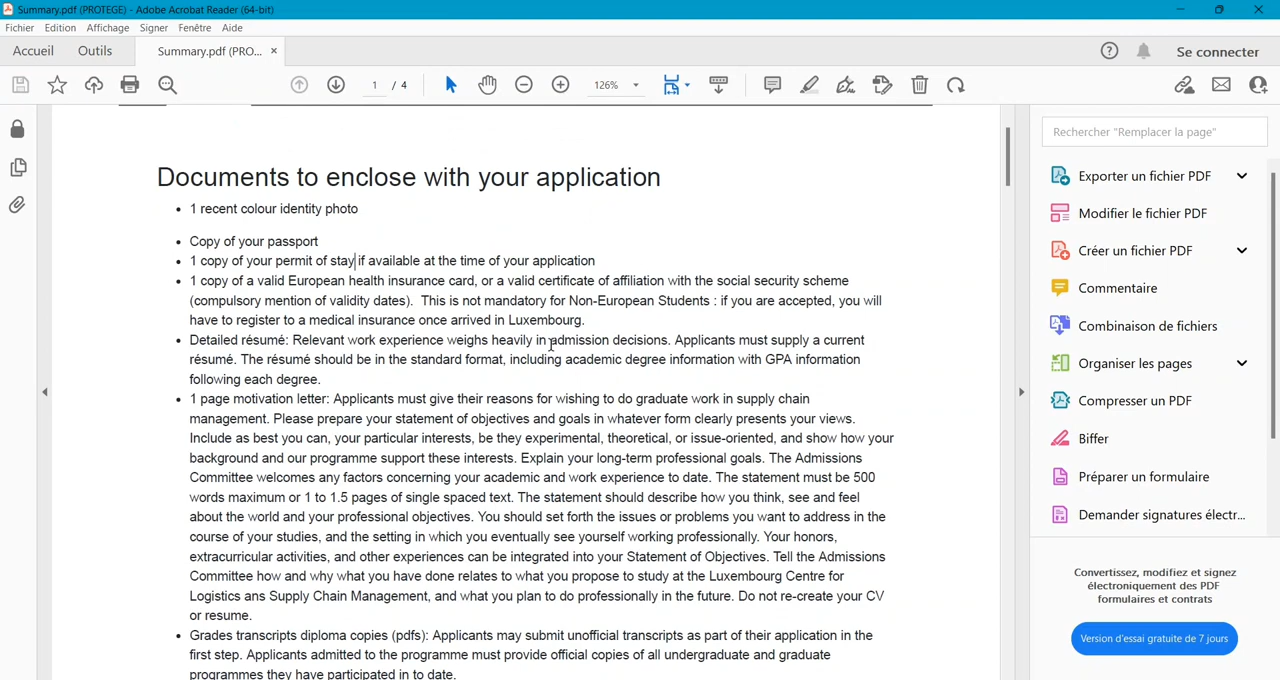 Summary.pdf (PROTEGE) - Adobe Acrobat Reader (64-bit)
Fichier Edition Affichage Signer Fenêtre Aide
Accueil Outils Summary.pdf (PRO... × Se connecter
1 / 4 126%
Rechercher "Remplacer la page"
Documents to enclose with your application
• 1 recent colour identity photo
• Copy of your passport
• 1 copy of your permit of stay if available at the time of your application
• 1 copy of a valid European health insurance card, or a valid certificate of affiliation with the social security scheme
(compulsory mention of validity dates). This is not mandatory for Non-European Students : if you are accepted, you will
have to register to a medical insurance once arrived in Luxembourg.
• Detailed résumé: Relevant work experience weighs heavily in admission decisions. Applicants must supply a current
résumé. The résumé should be in the standard format, including academic degree information with GPA information
following each degree.
• 1 page motivation letter: Applicants must give their reasons for wishing to do graduate work in supply chain
management. Please prepare your statement of objectives and goals in whatever form clearly presents your views.
Include as best you can, your particular interests, be they experimental, theoretical, or issue-oriented, and show how your
background and our programme support these interests. Explain your long-term professional goals. The Admissions
Committee welcomes any factors concerning your academic and work experience to date. The statement must be 500
words maximum or 1 to 1.5 pages of single spaced text. The statement should describe how you think, see and feel
about the world and your professional objectives. You should set forth the issues or problems you want to address in the
course of your studies, and the setting in which you eventually see yourself working professionally. Your honors,
extracurricular activities, and other experiences can be integrated into your Statement of Objectives. Tell the Admissions
Committee how and why what you have done relates to what you propose to study at the Luxembourg Centre for
Logistics ans Supply Chain Management, and what you plan to do professionally in the future. Do not re-create your CV
or resume.
• Grades transcripts diploma copies (pdfs): Applicants may submit unofficial transcripts as part of their application in the
first step. Applicants admitted to the programme must provide official copies of all undergraduate and graduate
programmes they have participated in to date.
Exporter un fichier PDF
Modifier le fichier PDF
Créer un fichier PDF
Commentaire
Combinaison de fichiers
Organiser les pages
Compresser un PDF
Biffer
Préparer un formulaire
Demander signatures électr...
Convertissez, modifiez et signez
électroniquement des PDF
formulaires et contrats
Version d'essai gratuite de 7 jours